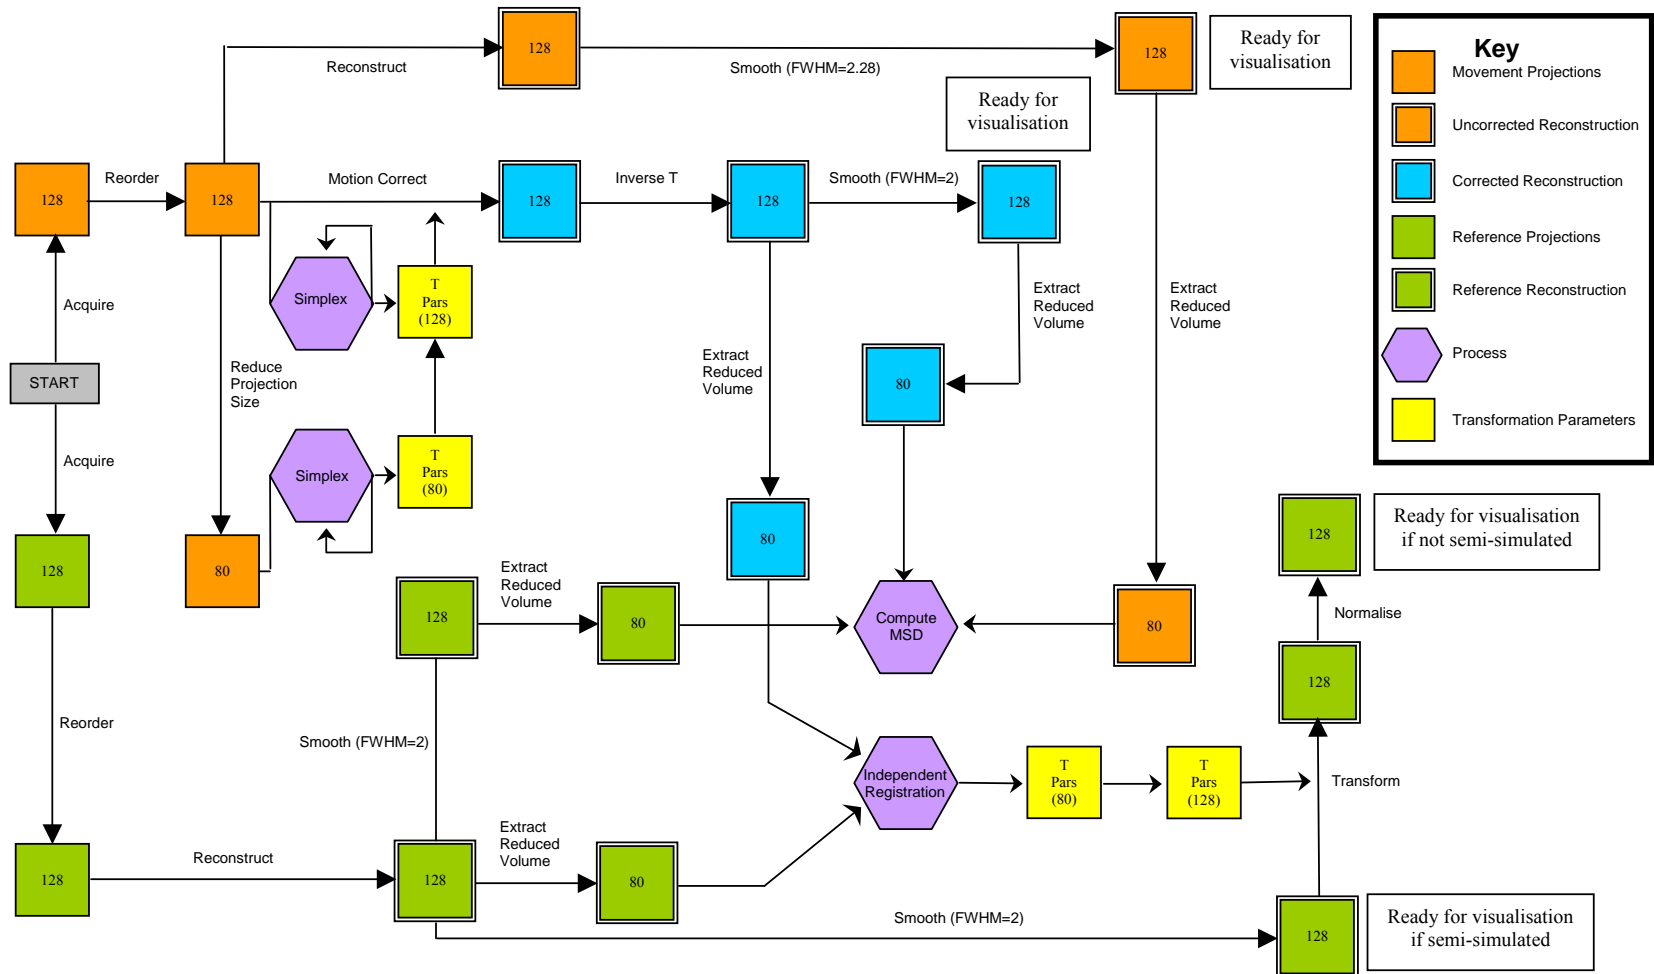 128
Reconstruct
Smooth (FWHM=2.28)
128
Ready for
visualisation
Ready for
visualisation
Key
Movement Projections
Uncorrected Reconstruction
Corrected Reconstruction
Reference Projections
Reference Reconstruction
Process
Transformation Parameters
128
Reorder
128
Motion Correct
128
Inverse T
128
Smooth (FWHM=2)
128
Acquire
Simplex
T
Pars
(128)
Extract
Reduced
Volume
Extract
Reduced
Volume
START
Reduce
Projection
Size
Extract
Reduced
Volume
80
Acquire
Simplex
T
Pars
(80)
128
80
80
128
Ready for visualisation
if not semi-simulated
Extract
Reduced
Volume
128
80
Compute
MSD
80
Normalise
128
Reorder
Smooth (FWHM=2)
Independent
Registration
T
Pars
(80)
T
Pars
(128)
Transform
128
Reconstruct
128
Extract
Reduced
Volume
80
Smooth (FWHM=2)
128
Ready for visualisation
if semi-simulated